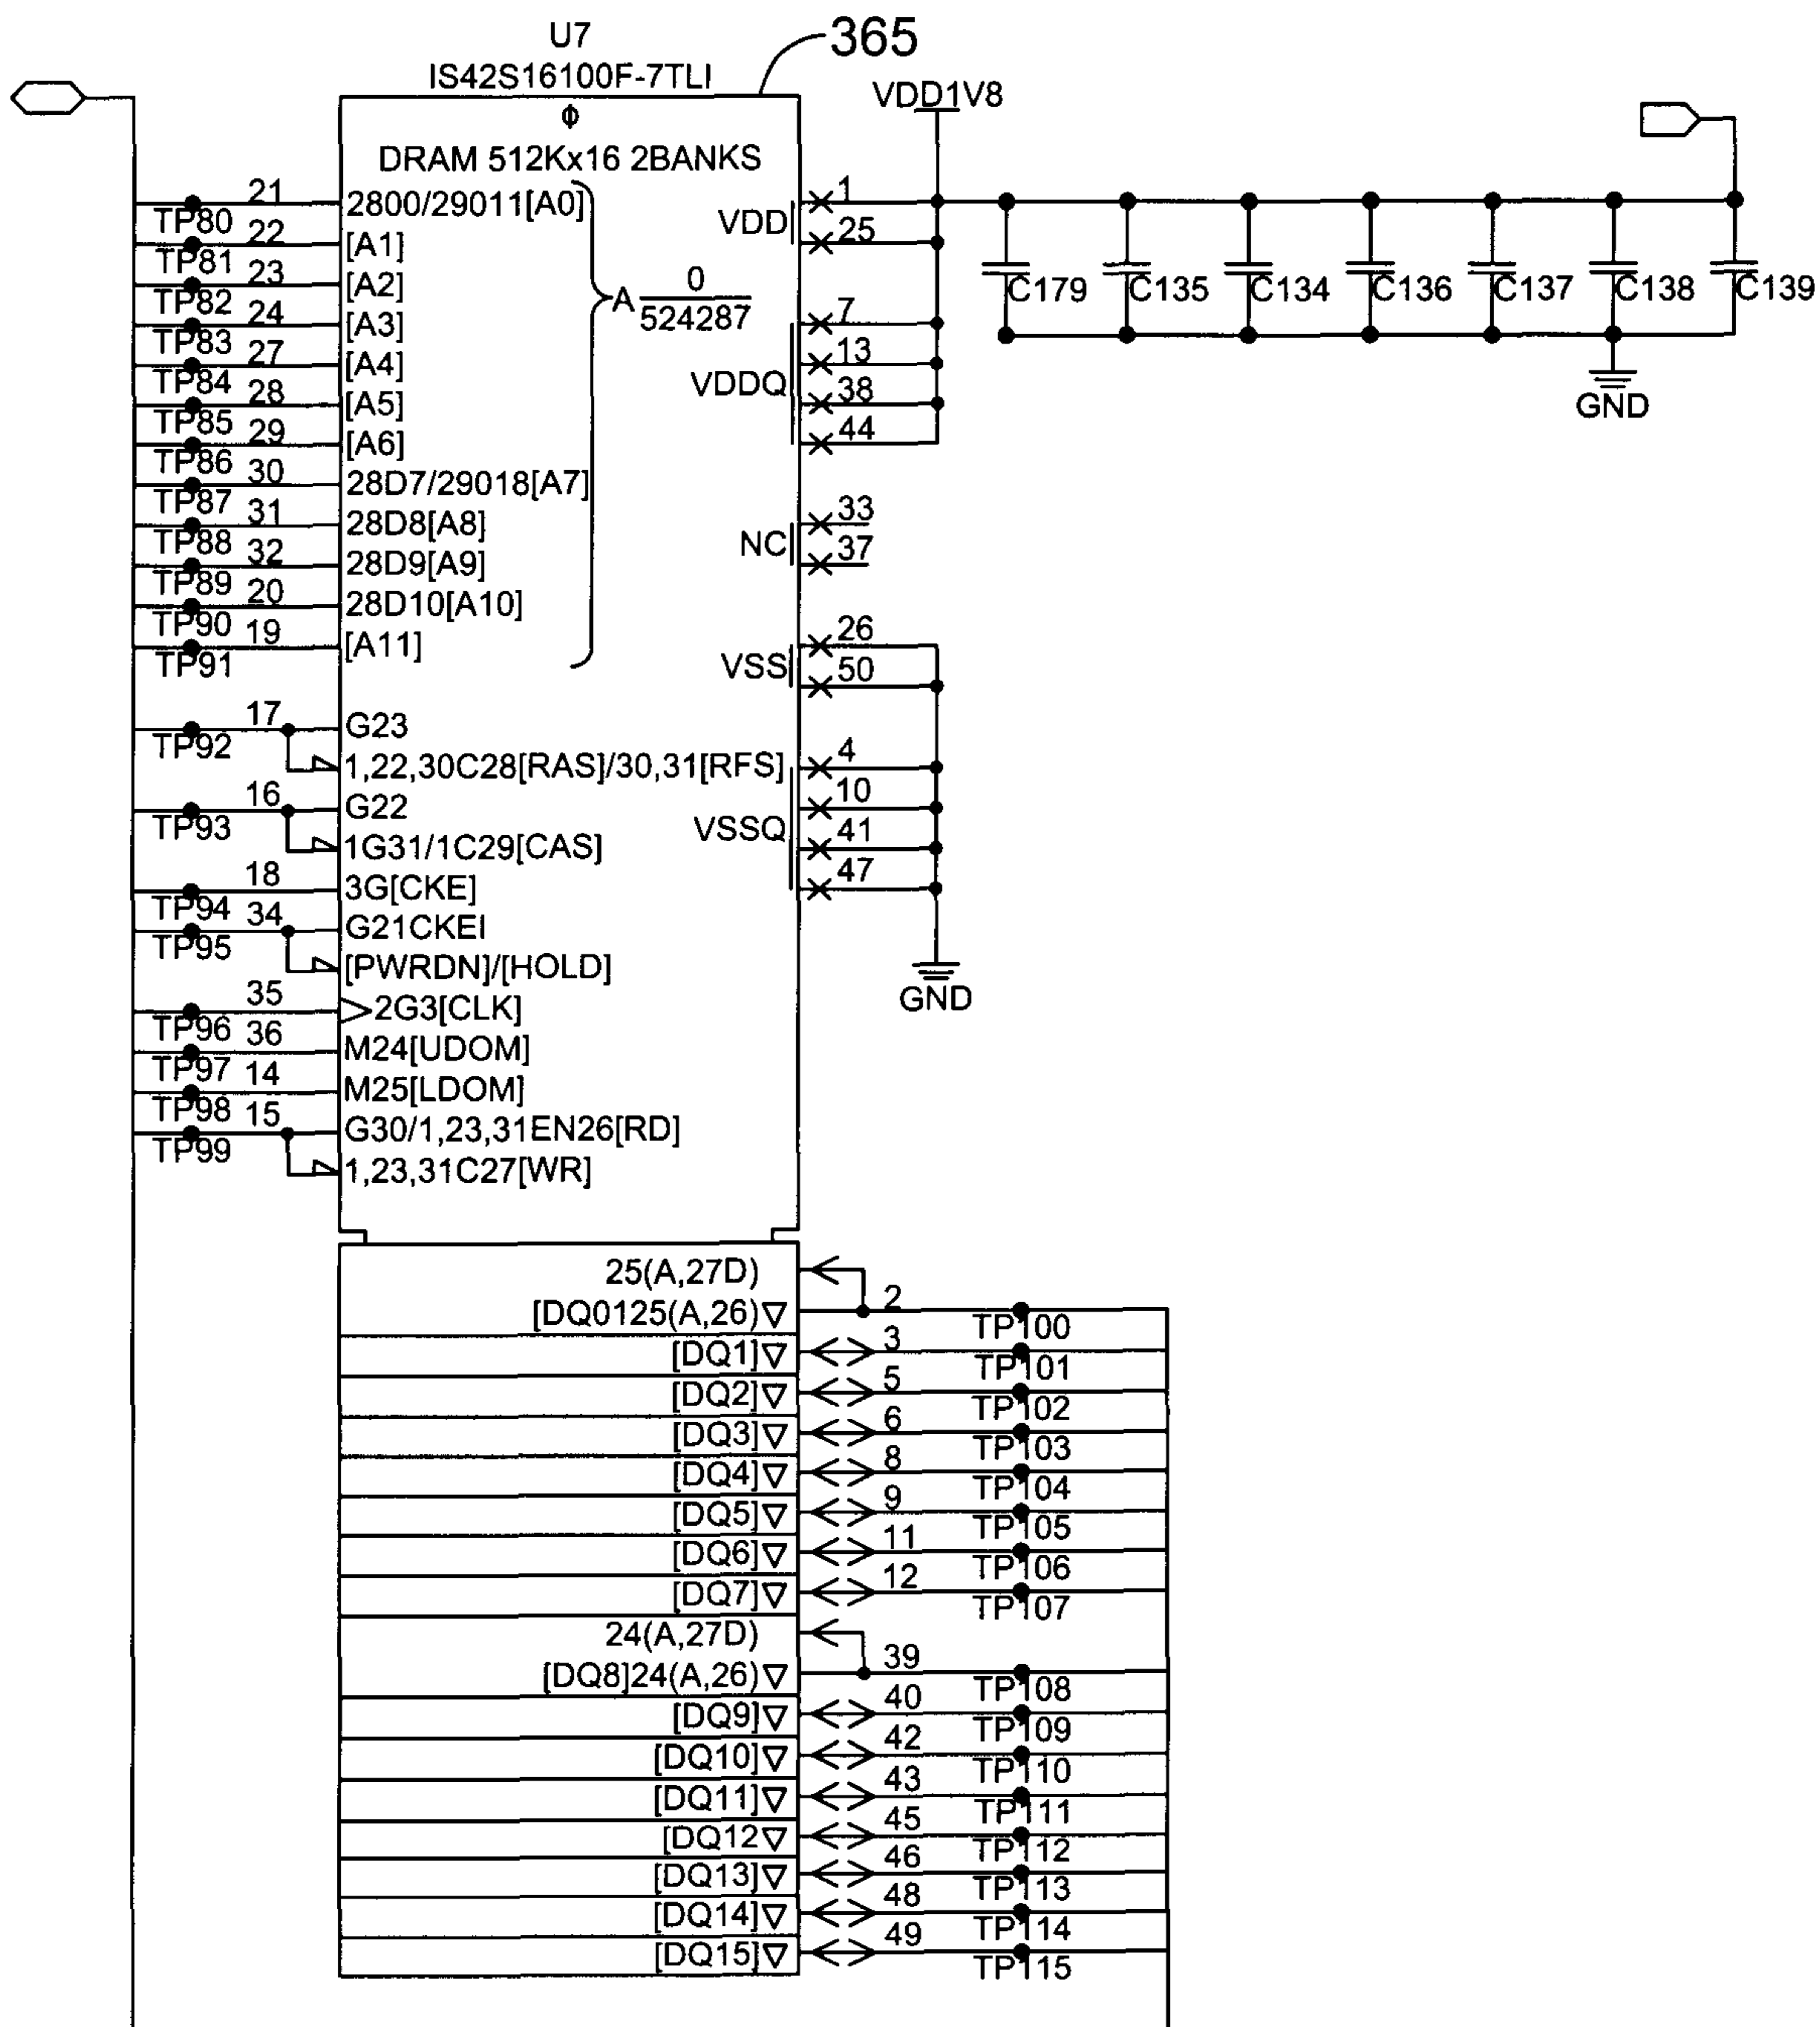 U7
365
IS42S16100F-7TLI
VDD1V8
ϕ
DRAM 512Kx16 2BANKS
21
2800/29011[A0]
TP80
22
[A1]
TP81
23
[A2]
TP82
24
[A3]
TP83
27
[A4]
TP84
28
[A5]
TP85
29
[A6]
TP86
30
28D7/29018[A7]
TP87
31
28D8[A8]
TP88
32
28D9[A9]
TP89
20
28D10[A10]
TP90
19
[A11]
TP91
A 0
524287
17
G23
TP92
1,22,30C28[RAS]/30,31[RFS]
16
G22
TP93
1G31/1C29[CAS]
18
3G[CKE]
TP94
34
G21CKEI
TP95
[PWRDN]/[HOLD]
35
2G3[CLK]
TP96
36
M24[UDOM]
TP97
14
M25[LDOM]
TP98
15
G30/1,23,31EN26[RD]
TP99
1,23,31C27[WR]
VDD
1
25
VDDQ
7
13
38
44
NC
33
37
VSS
26
50
VSSQ
4
10
41
47
GND
C179
C135
C134
C136
C137
C138
C139
GND
25(A,27D)
[DQ0125(A,26)
2
TP100
[DQ1]
3
TP101
[DQ2]
5
TP102
[DQ3]
6
TP103
[DQ4]
8
TP104
[DQ5]
9
TP105
[DQ6]
11
TP106
[DQ7]
12
TP107
24(A,27D)
[DQ8]24(A,26)
39
TP108
[DQ9]
40
TP109
[DQ10]
42
TP110
[DQ11]
43
TP111
[DQ12
45
TP112
[DQ13]
46
TP113
[DQ14]
48
TP114
[DQ15]
49
TP115